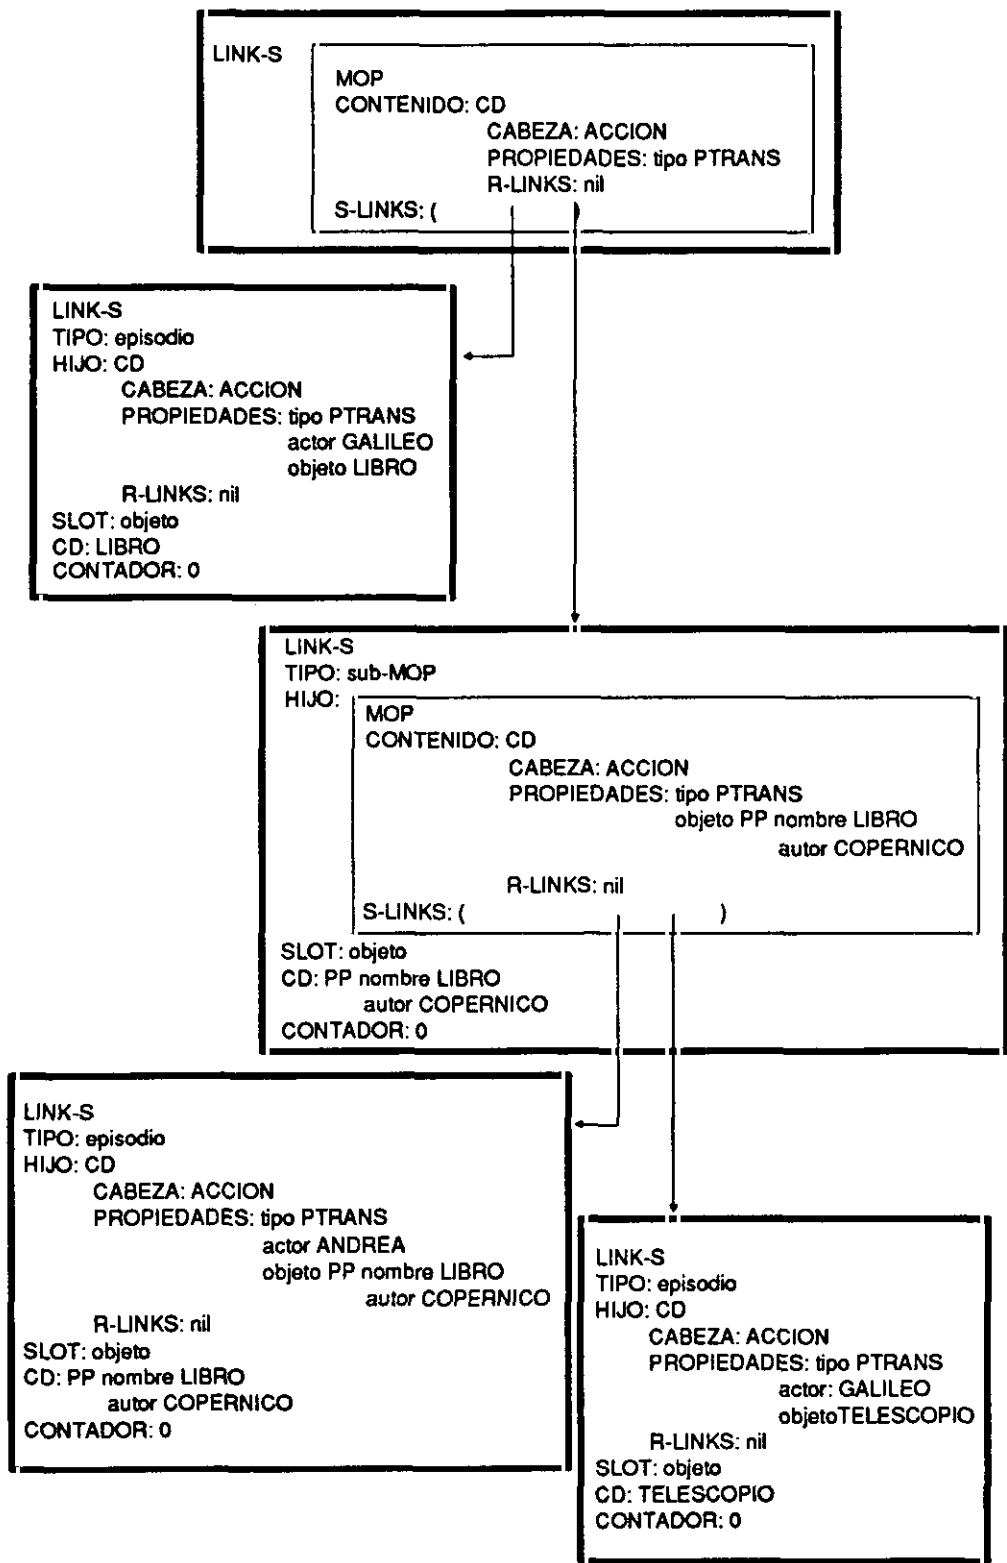 LINK-S
MOP
CONTENIDO: CD
CABEZA: ACCION
PROPIEDADES: tipo PTRANS
R-LINKS: nil
S-LINKS: ( )
LINK-S
TIPO: episodio
HIJO: CD
CABEZA: ACCION
PROPIEDADES: tipo PTRANS
actor GALILEO
objeto LIBRO
R-LINKS: nil
SLOT: objeto
CD: LIBRO
CONTADOR: 0
LINK-S
TIPO: sub-MOP
HIJO:
MOP
CONTENIDO: CD
CABEZA: ACCION
PROPIEDADES: tipo PTRANS
objeto PP nombre LIBRO
autor COPERNICO
R-LINKS: nil
S-LINKS: ( )
SLOT: objeto
CD: PP nombre LIBRO
autor COPERNICO
CONTADOR: 0
LINK-S
TIPO: episodio
HIJO: CD
CABEZA: ACCION
PROPIEDADES: tipo PTRANS
actor ANDREA
objeto PP nombre LIBRO
autor COPERNICO
R-LINKS: nil
SLOT: objeto
CD: PP nombre LIBRO
autor COPERNICO
CONTADOR: 0
LINK-S
TIPO: episodio
HIJO: CD
CABEZA: ACCION
PROPIEDADES: tipo PTRANS
actor: GALILEO
objetoTELESCOPIO
R-LINKS: nil
SLOT: objeto
CD: TELESCOPIO
CONTADOR: 0